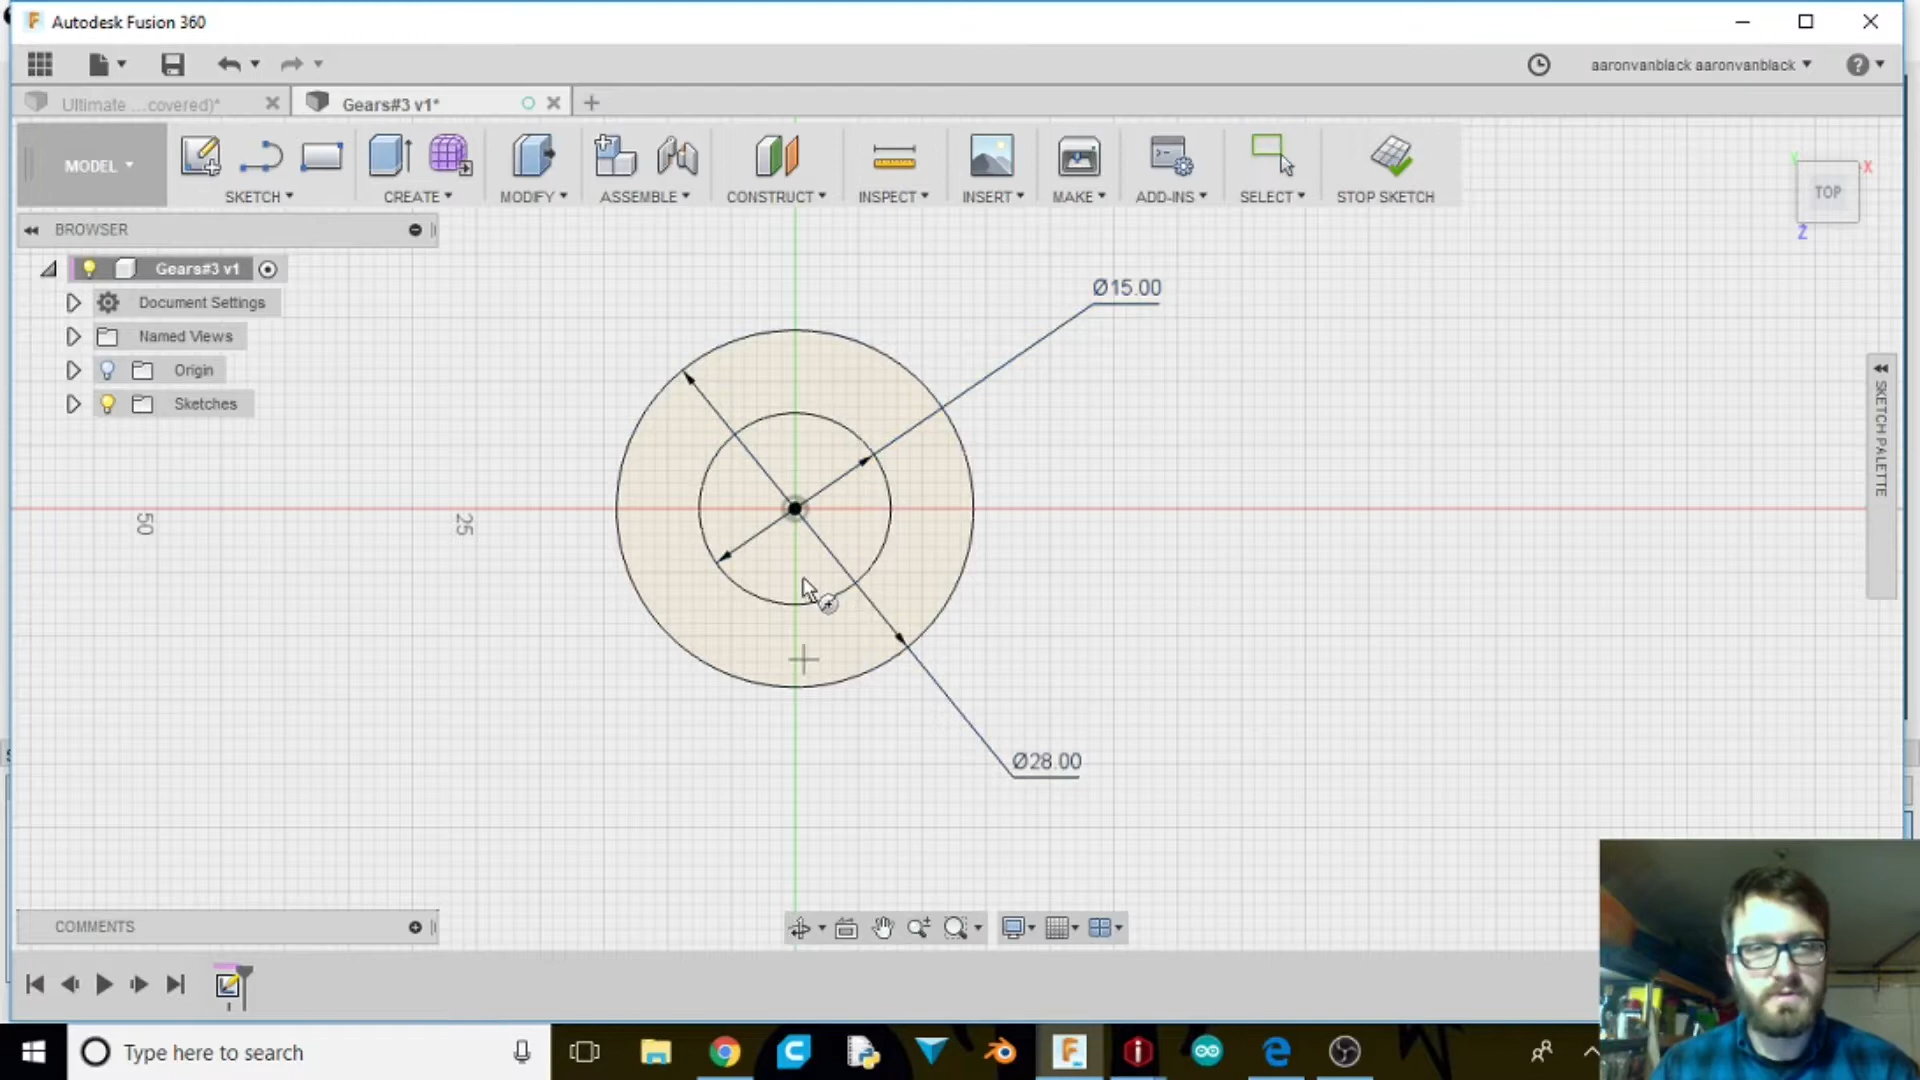 Autodesk Fusion 360
aaronvanblack aaronvanblack
?
Ultimate ...covered)*
Gears#3 v1*
MODEL
SKETCH
CREATE
MODIFY
ASSEMBLE
CONSTRUCT
INSPECT
INSERT
MAKE
ADD-INS
SELECT
STOP SKETCH
TOP
X
Y
Z
BROWSER
Gears#3 v1
Document Settings
Named Views
Origin
Sketches
Ø15.00
50
25
SKETCH PALETTE
Ø28.00
COMMENTS
Type here to search